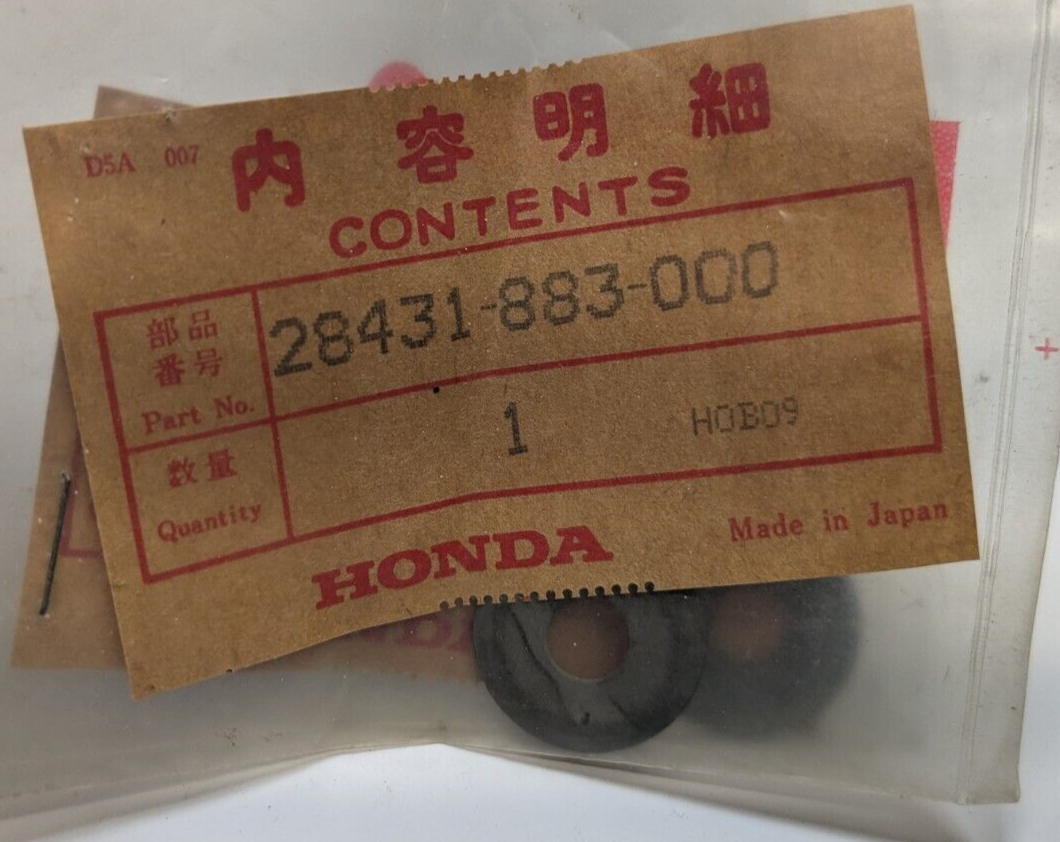 D5A 007
内容明細
CONTENTS
部品
番号
Part No.
28431-883-000
数量
Quantity
1
H0B09
HONDA
Made in Japan